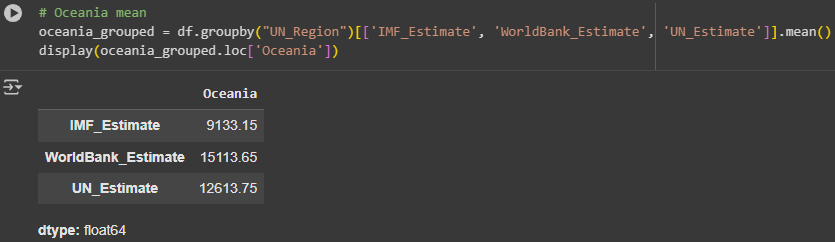 # Oceania mean
oceania_grouped = df.groupby("UN_Region")[['IMF_Estimate', 'WorldBank_Estimate', 'UN_Estimate']].mean()
display(oceania_grouped.loc['Oceania'])
Oceania
IMF_Estimate 9133.15
WorldBank_Estimate 15113.65
UN_Estimate 12613.75
dtype: float64